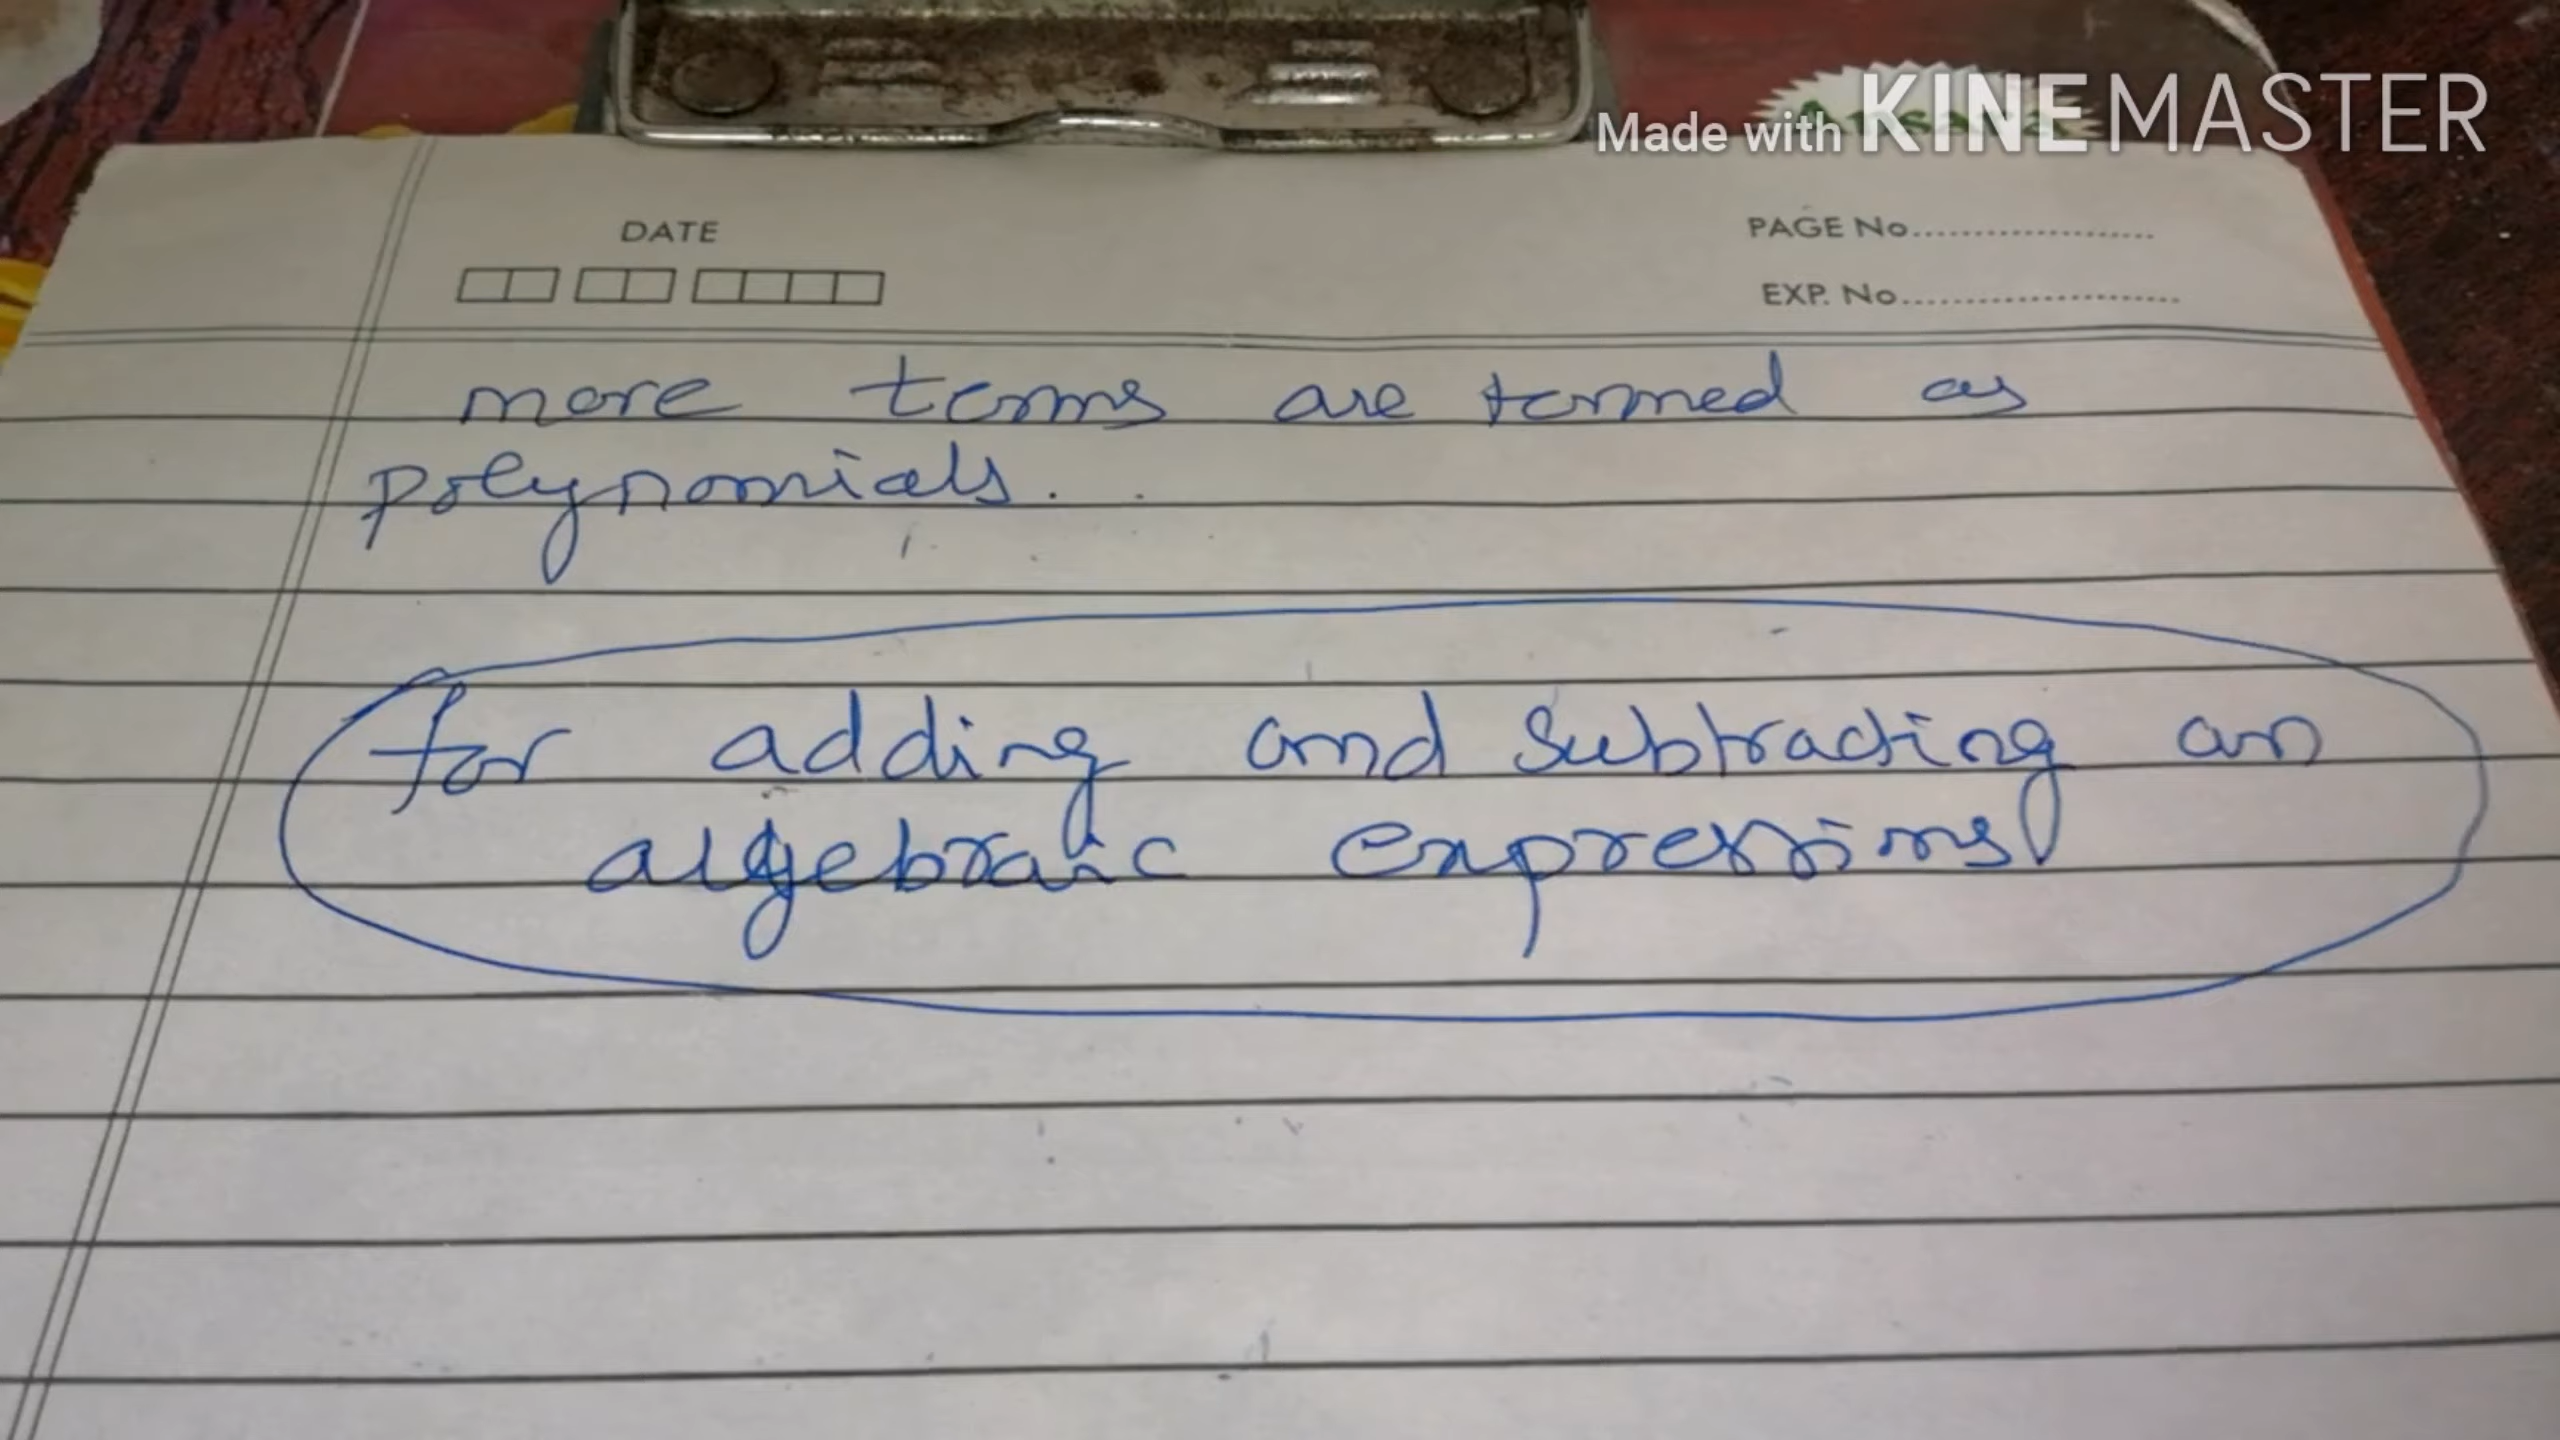 Made with KINEMASTER
DATE
PAGE No.....................
EXP. No........................
more terms are termed as
polynomials.
for adding and Subtracting an
algebraic expressions